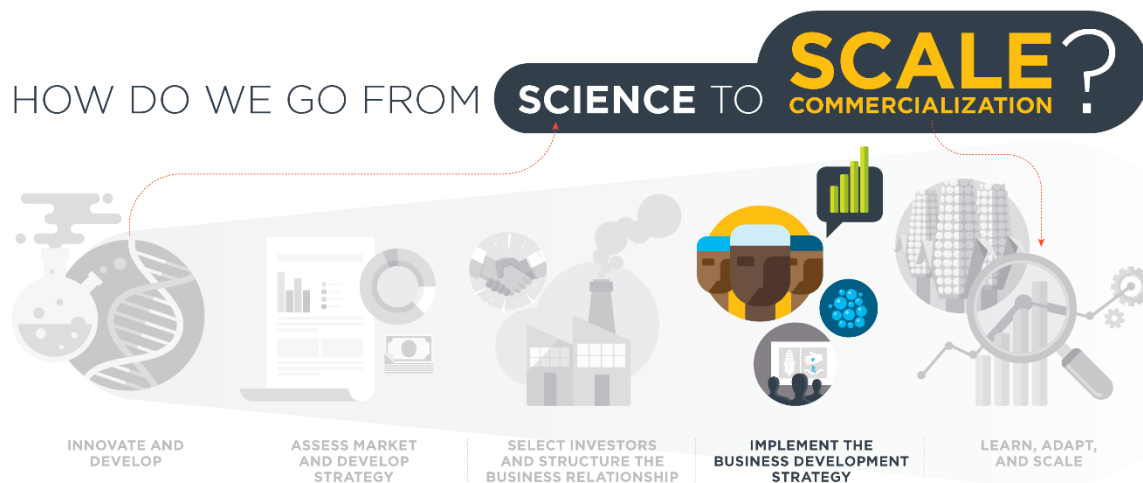 HOW DO WE GO FROM SCIENCE TO SCALE COMMERCIALIZATION?
INNOVATE AND
DEVELOP
ASSESS MARKET
AND DEVELOP
STRATEGY
SELECT INVESTORS
AND STRUCTURE THE
BUSINESS RELATIONSHIP
IMPLEMENT THE
BUSINESS DEVELOPMENT
STRATEGY
LEARN, ADAPT,
AND SCALE